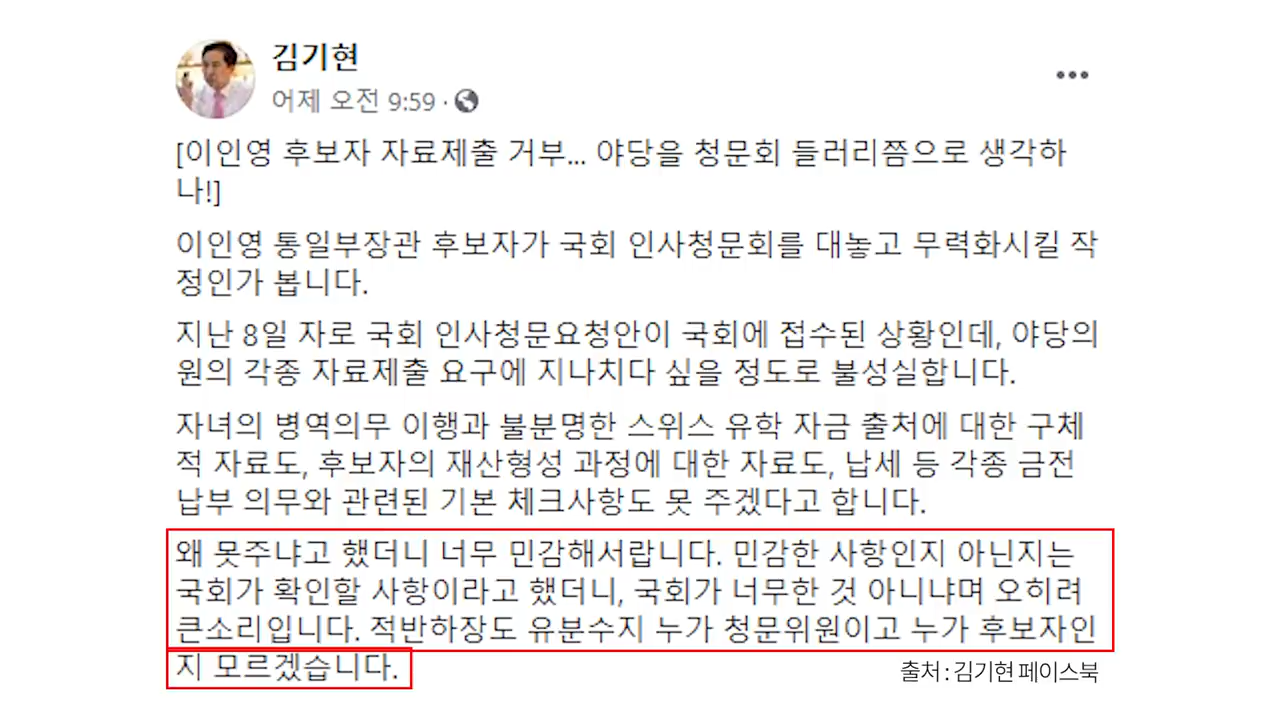 김기현
어제 오전 9:59 ·
[이인영 후보자 자료제출 거부... 야당을 청문회 들러리쯤으로 생각하
나!]
이인영 통일부장관 후보자가 국회 인사청문회를 대놓고 무력화시킬 작
정인가 봅니다.
지난 8일 자로 국회 인사청문요청안이 국회에 접수된 상황인데, 야당의
원의 각종 자료제출 요구에 지나치다 싶을 정도로 불성실합니다.
자녀의 병역의무 이행과 불분명한 스위스 유학 자금 출처에 대한 구체
적 자료도, 후보자의 재산형성 과정에 대한 자료도, 납세 등 각종 금전
납부 의무와 관련된 기본 체크사항도 못 주겠다고 합니다.
왜 못주냐고 했더니 너무 민감해서랍니다. 민감한 사항인지 아닌지는
국회가 확인할 사항이라고 했더니, 국회가 너무한 것 아니냐며 오히려
큰소리입니다. 적반하장도 유분수지 누가 청문위원이고 누가 후보자인
지 모르겠습니다.
출처 : 김기현 페이스북